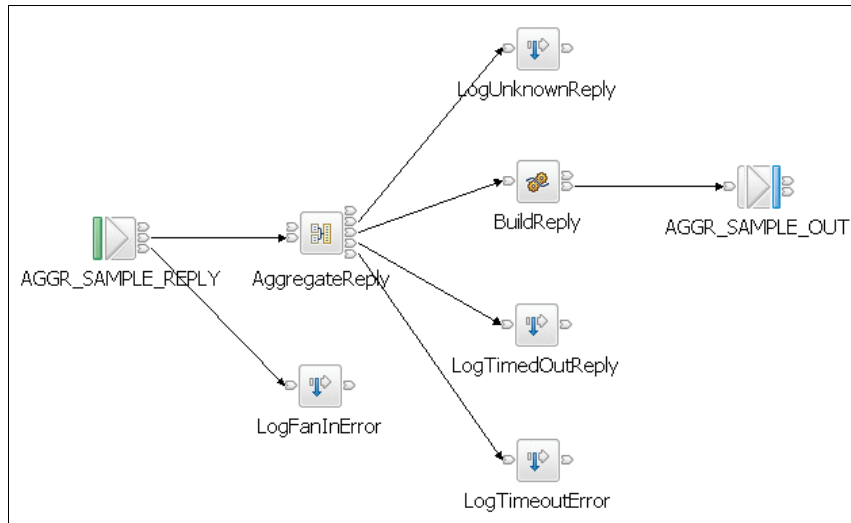 LogUnknownReply
BuildReply
AGGR_SAMPLE_OUT
AGGR_SAMPLE_REPLY
AggregateReply
LogTimedOutReply
LogFanInError
LogTimeoutError